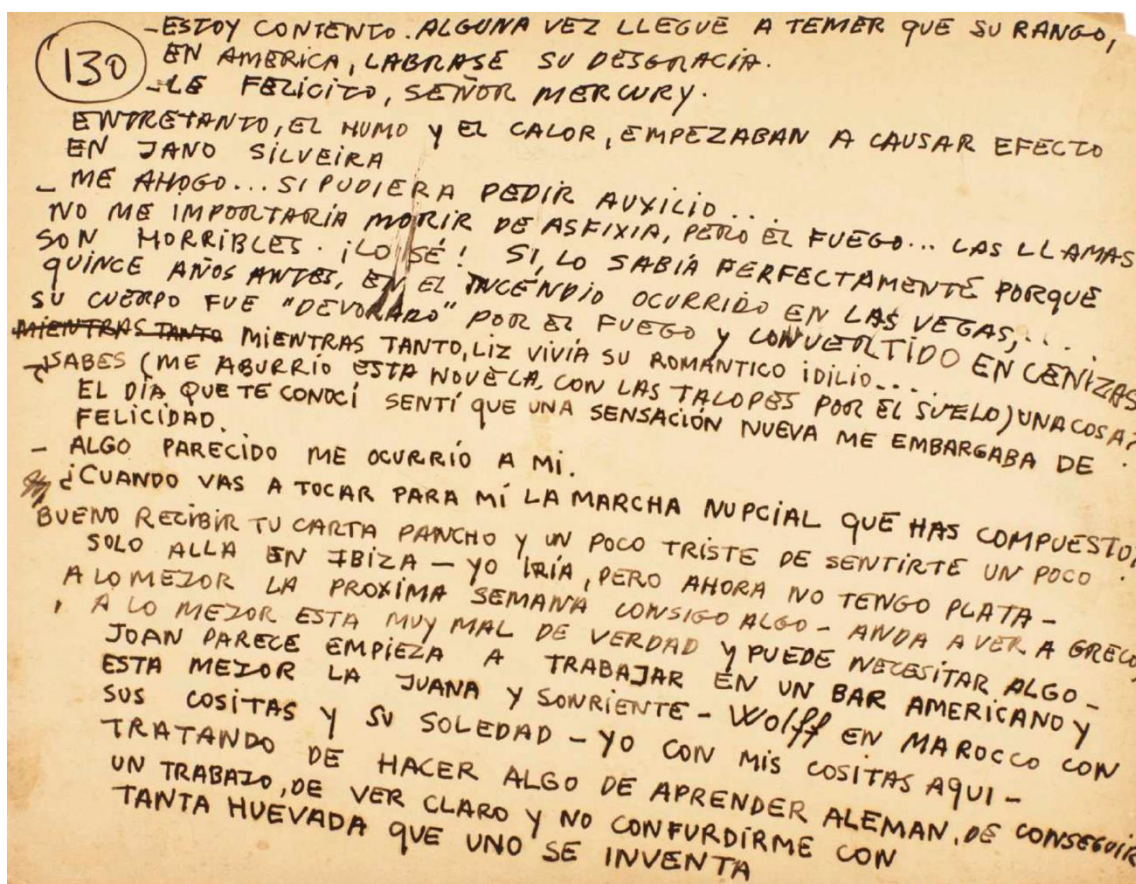 -ESTOY CONTENTO. ALGUNA VEZ LLEGUE A TEMER QUE SU RANGO,
130 EN AMERICA, LABRASE SU DESGRACIA.
-LE FELICITO, SEÑOR MERCURY.
ENTRETANTO, EL HUMO Y EL CALOR, EMPEZABAN A CAUSAR EFECTO
EN JANO SILVEIRA
- ME AHOGO... SI PUDIERA PEDIR AUXILIO...
NO ME IMPORTARÍA MORIR DE ASFIXIA, PERO EL FUEGO... LAS LLAMAS
SON HORRIBLES. ¡LO SÉ! SI, LO SABÍA PERFECTAMENTE PORQUE
QUINCE AÑOS ANTES, EN EL INCENDIO OCURRIDO EN LAS VEGAS,...
SU CUERPO FUE "DEVORADO" POR EL FUEGO Y CONVERTIDO EN CENIZAS
MIENTRAS TANTO MIENTRAS TANTO, LIZ VIVÍA SU ROMÁNTICO IDILIO....
-¿SABES (ME ABURRIO ESTA NOVELA, CON LAS TALOPES POR EL SUELO) UNA COSA?
EL DÍA QUE TE CONOCÍ SENTÍ QUE UNA SENSACIÓN NUEVA ME EMBARGABA DE
FELICIDAD.
- ALGO PARECIDO ME OCURRÍO A MI.
¿CUANDO VAS A TOCAR PARA MÍ LA MARCHA NUPCIAL QUE HAS COMPUESTO?
BUENO RECIBIR TU CARTA PANCHO Y UN POCO TRISTE DE SENTIRTE UN POCO
SOLO ALLA EN IBIZA - YO IRÍA, PERO AHORA NO TENGO PLATA -
A LO MEJOR LA PROXIMA SEMANA CONSIGO ALGO - ANDA A VER A GRECO,
A LO MEJOR ESTA MUY MAL DE VERDAD Y PUEDE NECESITAR ALGO -
JOAN PARECE EMPIEZA A TRABAJAR EN UN BAR AMERICANO Y
ESTA MEJOR LA JUANA Y SONRIENTE - Wolff EN MAROCCO CON
SUS COSITAS Y SU SOLEDAD - YO CON MIS COSITAS AQUI -
TRATANDO DE HACER ALGO DE APRENDER ALEMAN, DE CONSEGUIR
UN TRABAJO, DE VER CLARO Y NO CONFURDIRME CON
TANTA HUEVADA QUE UNO SE INVENTA